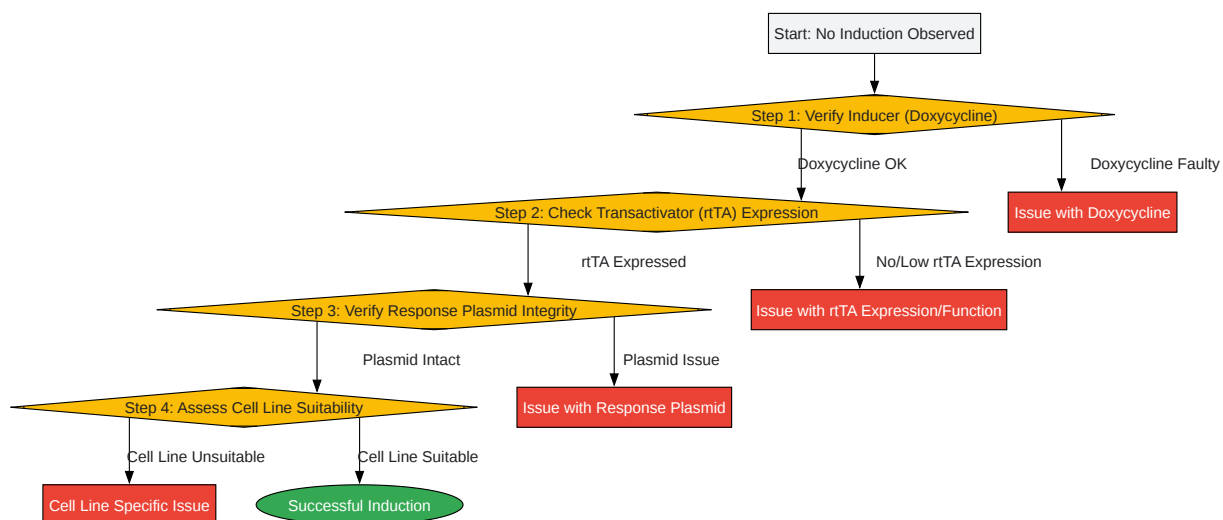 Start: No Induction Observed
Step 1: Verify Inducer (Doxycycline)
Doxycycline OK
Doxycycline Faulty
Step 2: Check Transactivator (rtTA) Expression
Issue with Doxycycline
rtTA Expressed
No/Low rtTA Expression
Step 3: Verify Response Plasmid Integrity
Issue with rtTA Expression/Function
Plasmid Intact
Plasmid Issue
Step 4: Assess Cell Line Suitability
Issue with Response Plasmid
Cell Line Unsuitable
Cell Line Suitable
Cell Line Specific Issue
Successful Induction